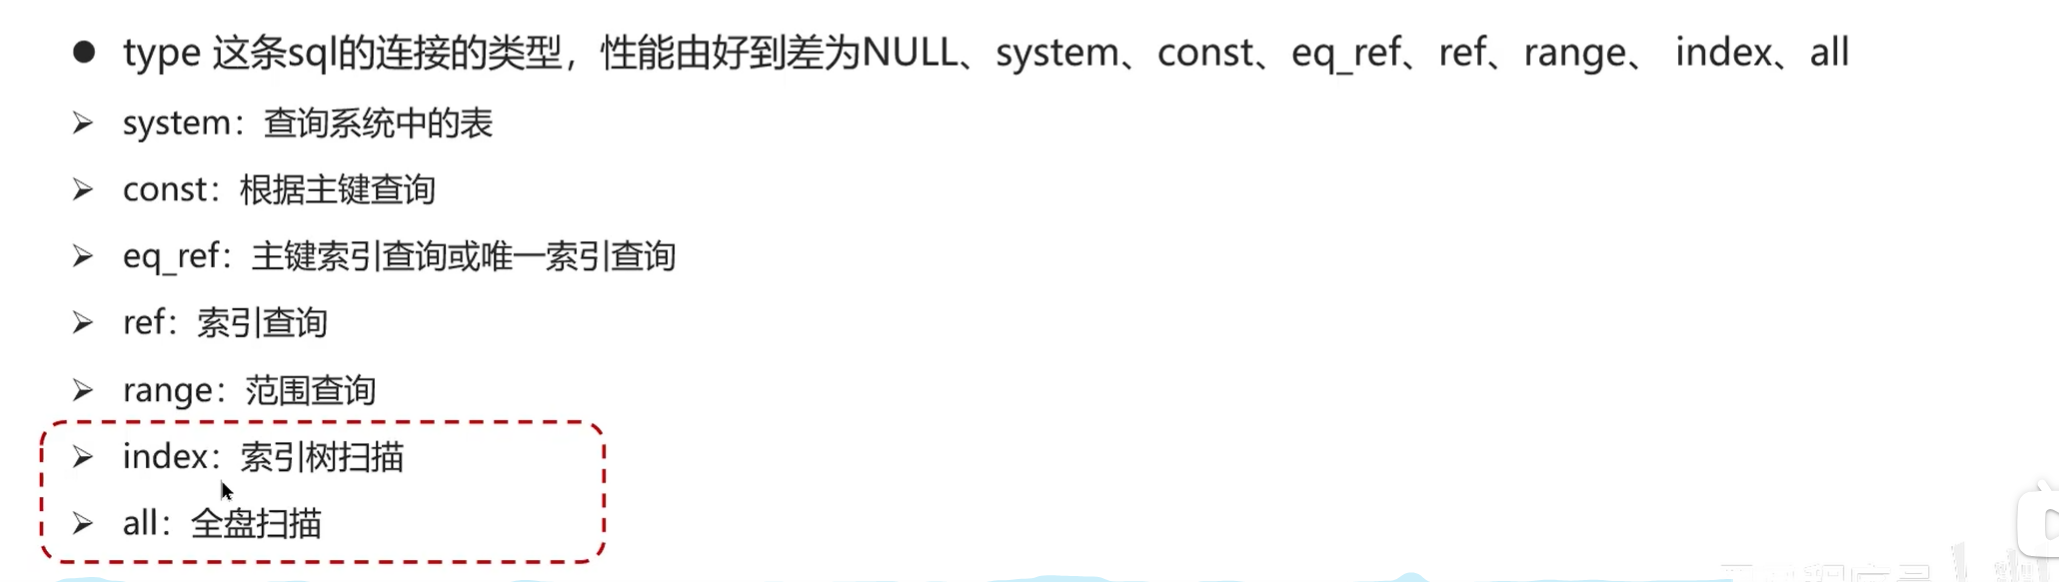 ● type 这条sql的连接的类型，性能由好到差为NULL、system、const、eq_ref、ref、range、 index、all
➢ system：查询系统中的表
➢ const：根据主键查询
➢ eq_ref：主键索引查询或唯一索引查询
➢ ref：索引查询
➢ range：范围查询
➢ index：索引树扫描
➢ all：全盘扫描